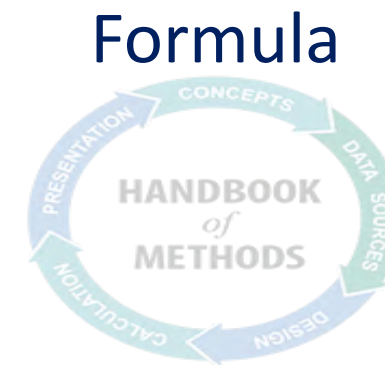 Formula
CONCEPTS
DATA SOURCES
DESIGN
CALCULATION
PRESENTATION
HANDBOOK
of
METHODS